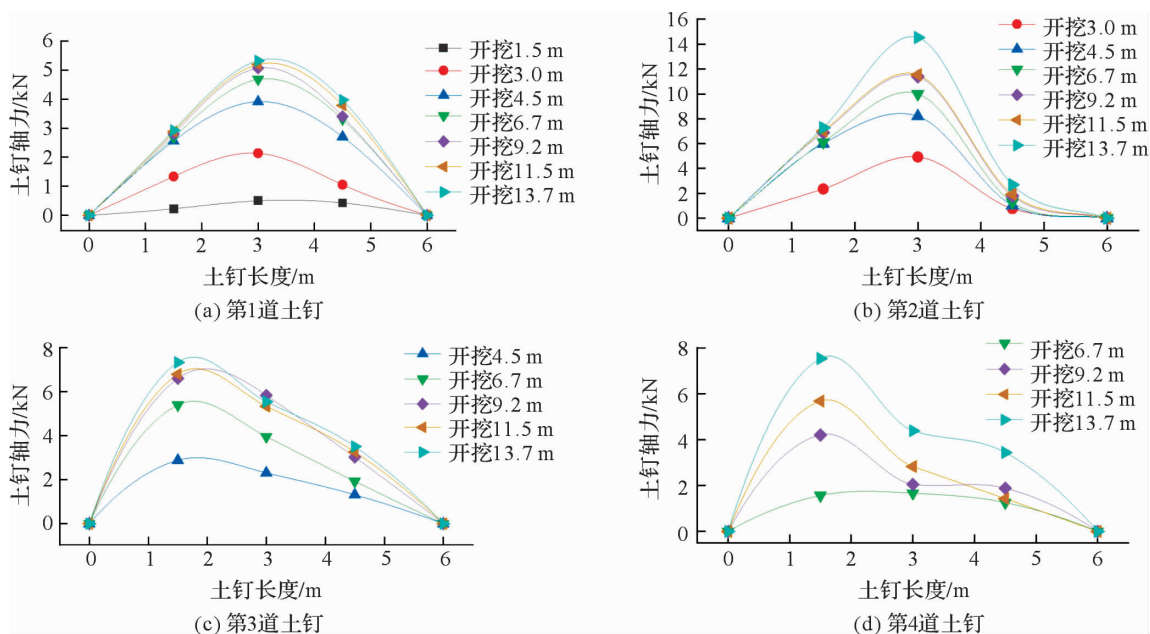 土钉轴力/kN
6
5
4
3
2
1
0
0 1 2 3 4 5 6
土钉长度/m
开挖1.5 m
开挖3.0 m
开挖4.5 m
开挖6.7 m
开挖9.2 m
开挖11.5 m
开挖13.7 m
(a) 第1道土钉
土钉轴力/kN
16
14
12
10
8
6
4
2
0
0 1 2 3 4 5 6
土钉长度/m
开挖3.0 m
开挖4.5 m
开挖6.7 m
开挖9.2 m
开挖11.5 m
开挖13.7 m
(b) 第2道土钉
土钉轴力/kN
8
6
4
2
0
0 1 2 3 4 5 6
土钉长度/m
开挖4.5 m
开挖6.7 m
开挖9.2 m
开挖11.5 m
开挖13.7 m
(c) 第3道土钉
土钉轴力/kN
8
6
4
2
0
0 1 2 3 4 5 6
土钉长度/m
开挖6.7 m
开挖9.2 m
开挖11.5 m
开挖13.7 m
(d) 第4道土钉